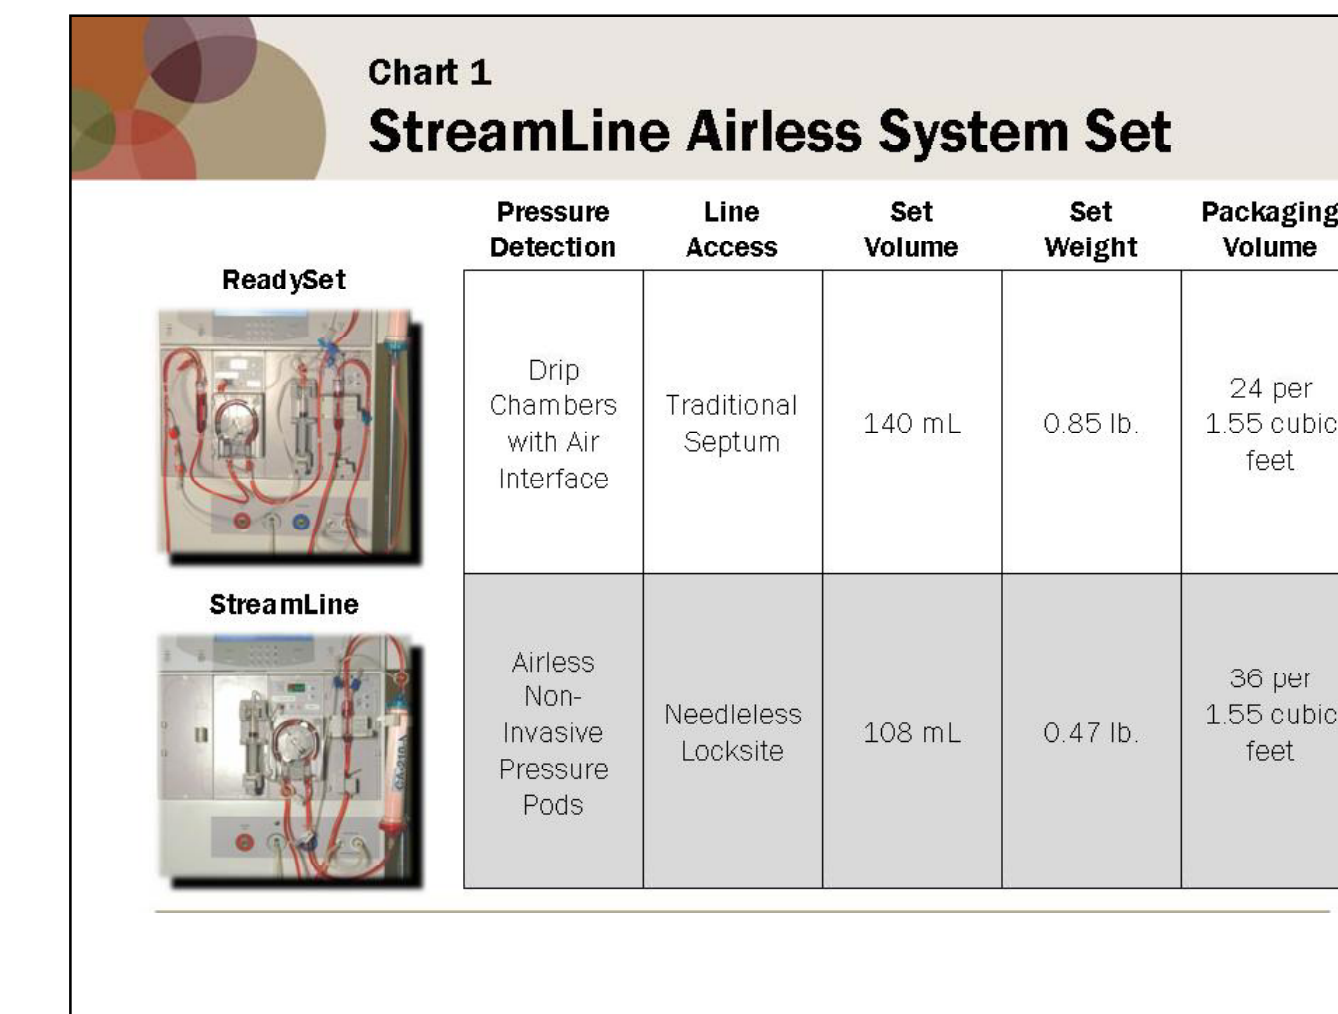 Chart 1
StreamLine Airless System Set
Pressure Detection
Line Access
Set Volume
Set Weight
Packaging Volume
ReadySet
Drip
Chambers
with Air
Interface
Traditional
Septum
140 mL
0.85 lb.
24 per
1.55 cubic
feet
StreamLine
Airless
Non-
Invasive
Pressure
Pods
Needleless
Locksite
108 mL
0.47 lb.
36 per
1.55 cubic
feet
CA-210 A